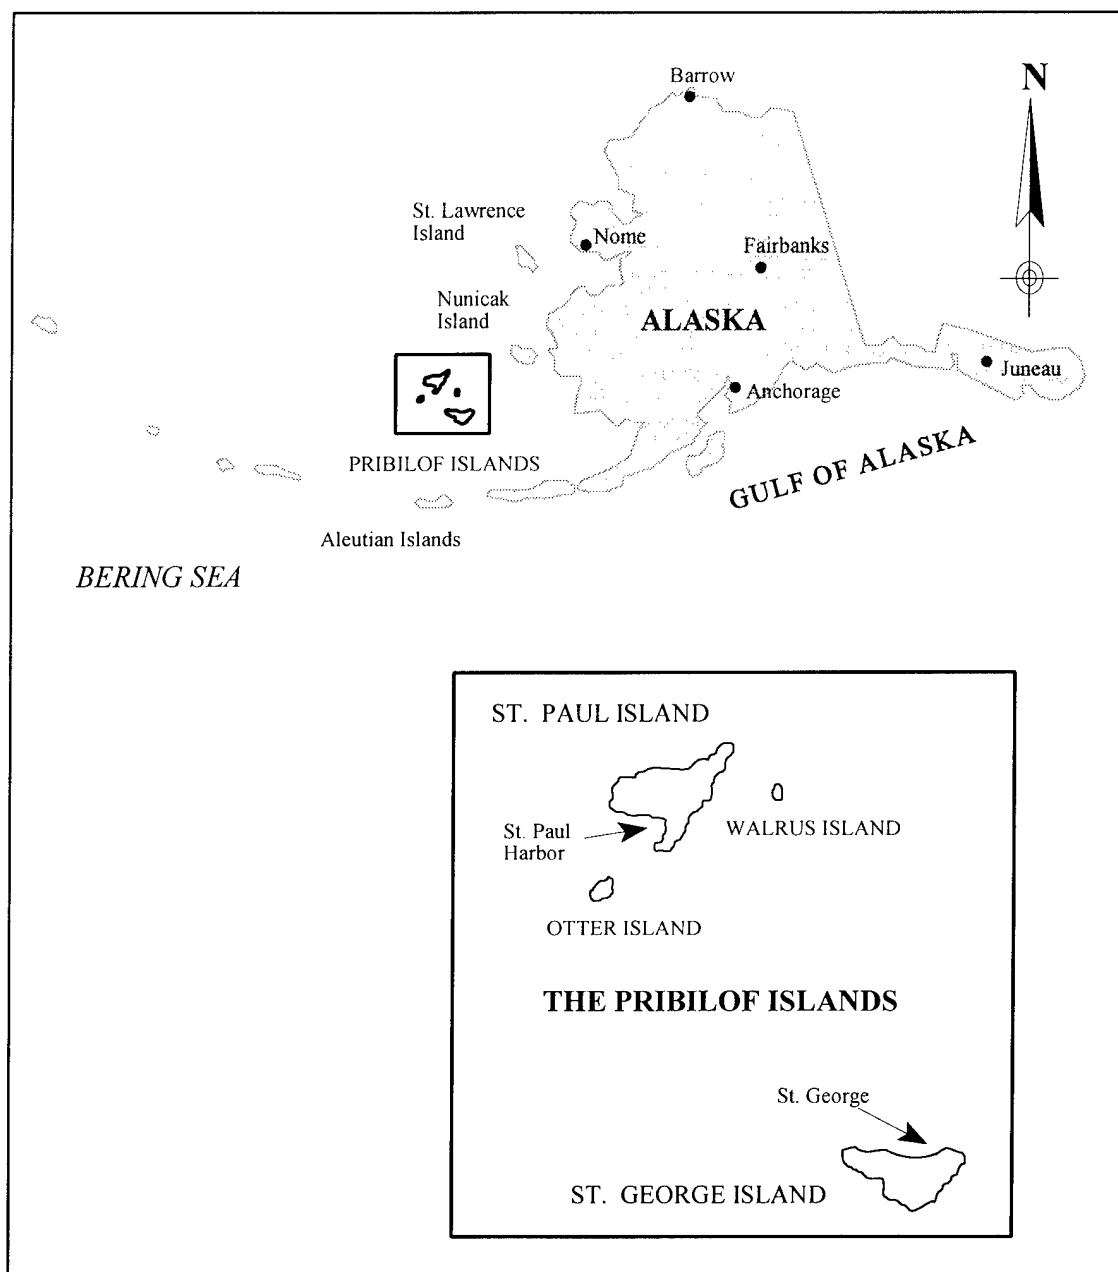 Barrow
N
St. Lawrence
Island
Nome
Fairbanks
Nunicak
Island
ALASKA
Juneau
Anchorage
PRIBILOF ISLANDS
GULF OF ALASKA
Aleutian Islands
BERING SEA
ST. PAUL ISLAND
St. Paul
Harbor
WALRUS ISLAND
OTTER ISLAND
THE PRIBILOF ISLANDS
St. George
ST. GEORGE ISLAND